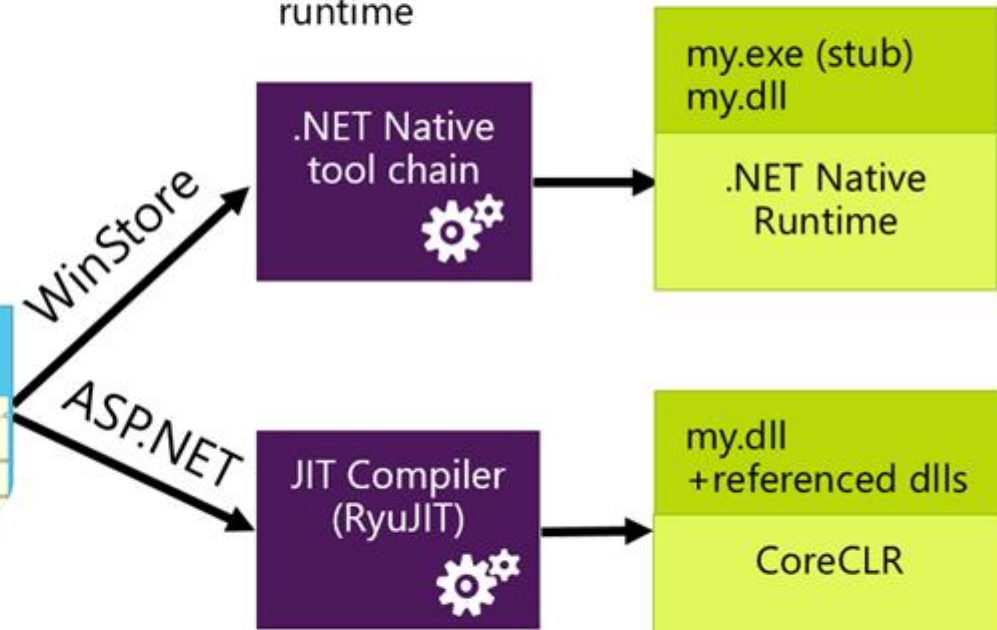 runtime
WinStore
.NET Native
tool chain
my.exe (stub)
my.dll
.NET Native
Runtime
ASP.NET
JIT Compiler
(RyuJIT)
my.dll
+referenced dlls
CoreCLR